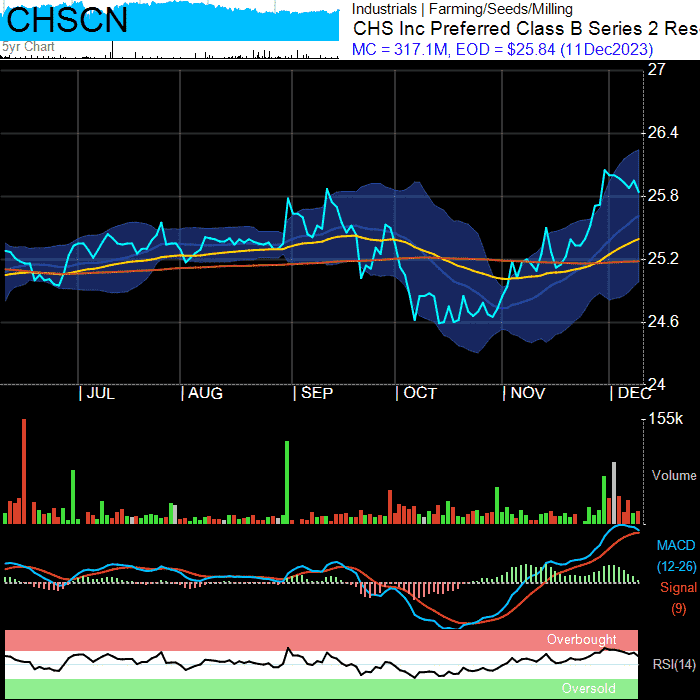 CHSCN
5yr Chart
Industrials | Farming/Seeds/Milling
CHS Inc Preferred Class B Series 2 Res
MC = 317.1M, EOD = $25.84 (11Dec2023)
27
26.4
25.8
25.2
24.6
24
| JUL | AUG | SEP | OCT | NOV | DEC
155k
Volume
MACD
(12-26)
Signal
(9)
Overbought
RSI(14)
Oversold